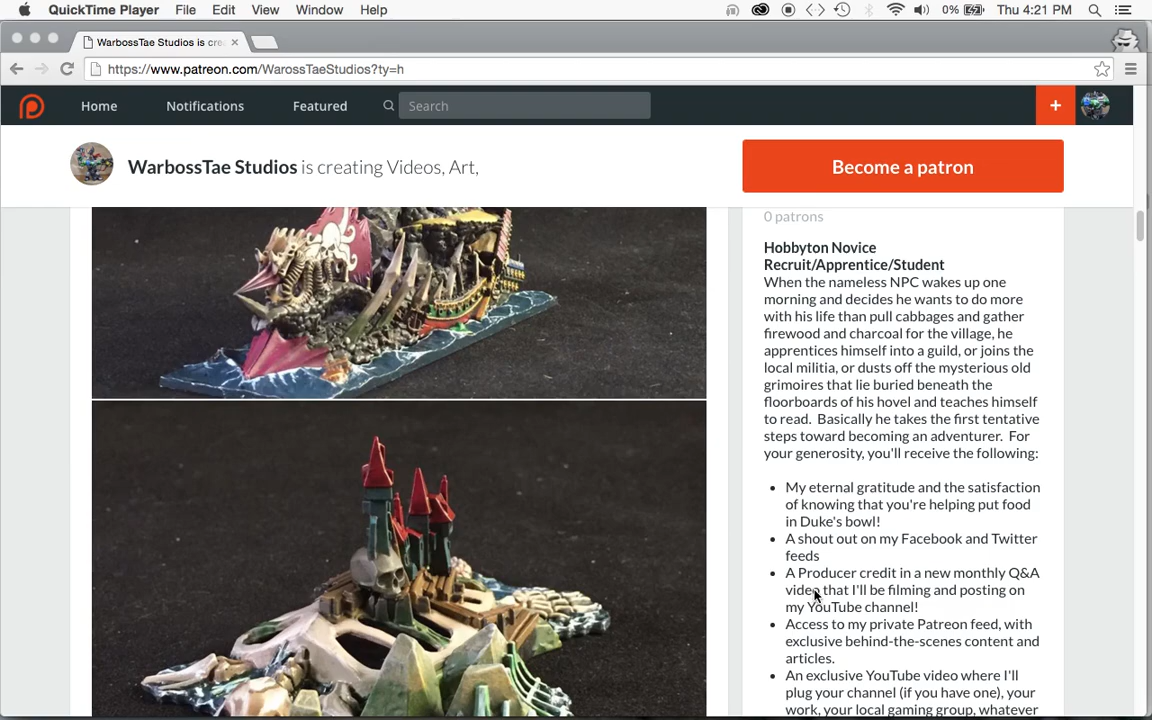 QuickTime Player File Edit View Window Help 0% Thu 4:21 PM
WarbossTae Studios is cre
https://www.patreon.com/WarossTaeStudios?ty=h
Home Notifications Featured Search +
WarbossTae Studios is creating Videos, Art,
Become a patron
0 patrons
Hobbyton Novice
Recruit/Apprentice/Student
When the nameless NPC wakes up one
morning and decides he wants to do more
with his life than pull cabbages and gather
firewood and charcoal for the village, he
apprentices himself into a guild, or joins the
local militia, or dusts off the mysterious old
grimoires that lie buried beneath the
floorboards of his hovel and teaches himself
to read. Basically he takes the first tentative
steps toward becoming an adventurer. For
your generosity, you'll receive the following:
• My eternal gratitude and the satisfaction
of knowing that you're helping put food
in Duke's bowl!
• A shout out on my Facebook and Twitter
feeds
• A Producer credit in a new monthly Q&A
video that I'll be filming and posting on
my YouTube channel!
• Access to my private Patreon feed, with
exclusive behind-the-scenes content and
articles.
• An exclusive YouTube video where I'll
plug your channel (if you have one), your
work, your local gaming group, whatever